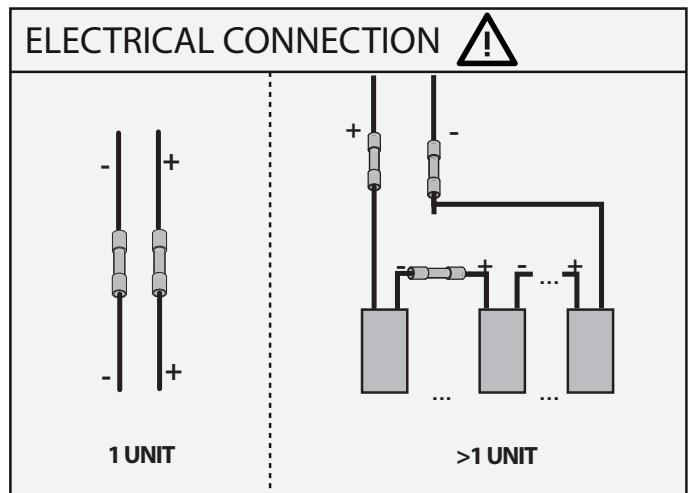 ELECTRICAL CONNECTION !
- +
- +
1 UNIT
+ -
- + - ... +
... ...
>1 UNIT